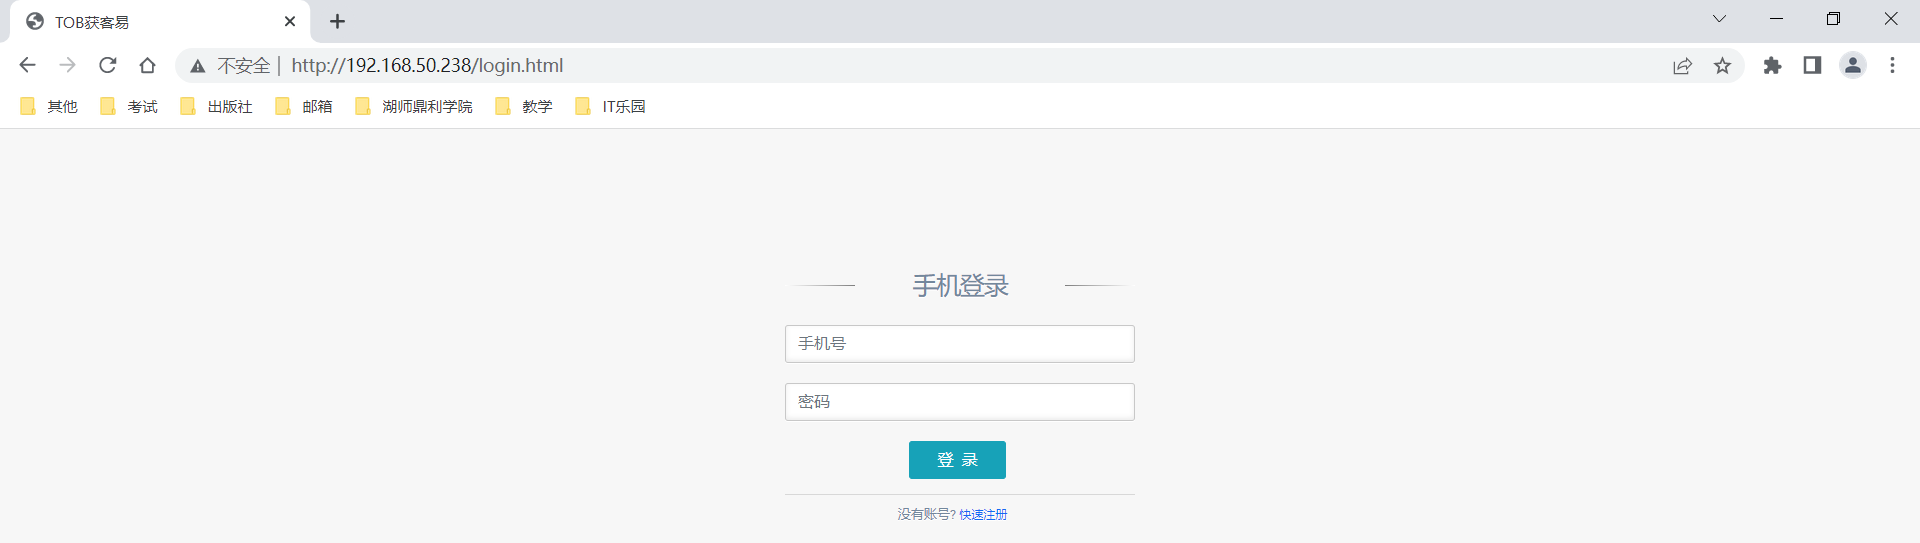 TOB获客易
不安全 | http://192.168.50.238/login.html
其他 考试 出版社 邮箱 湖师鼎利学院 教学 IT乐园
手机登录
手机号
密码
登 录
没有账号? 快速注册